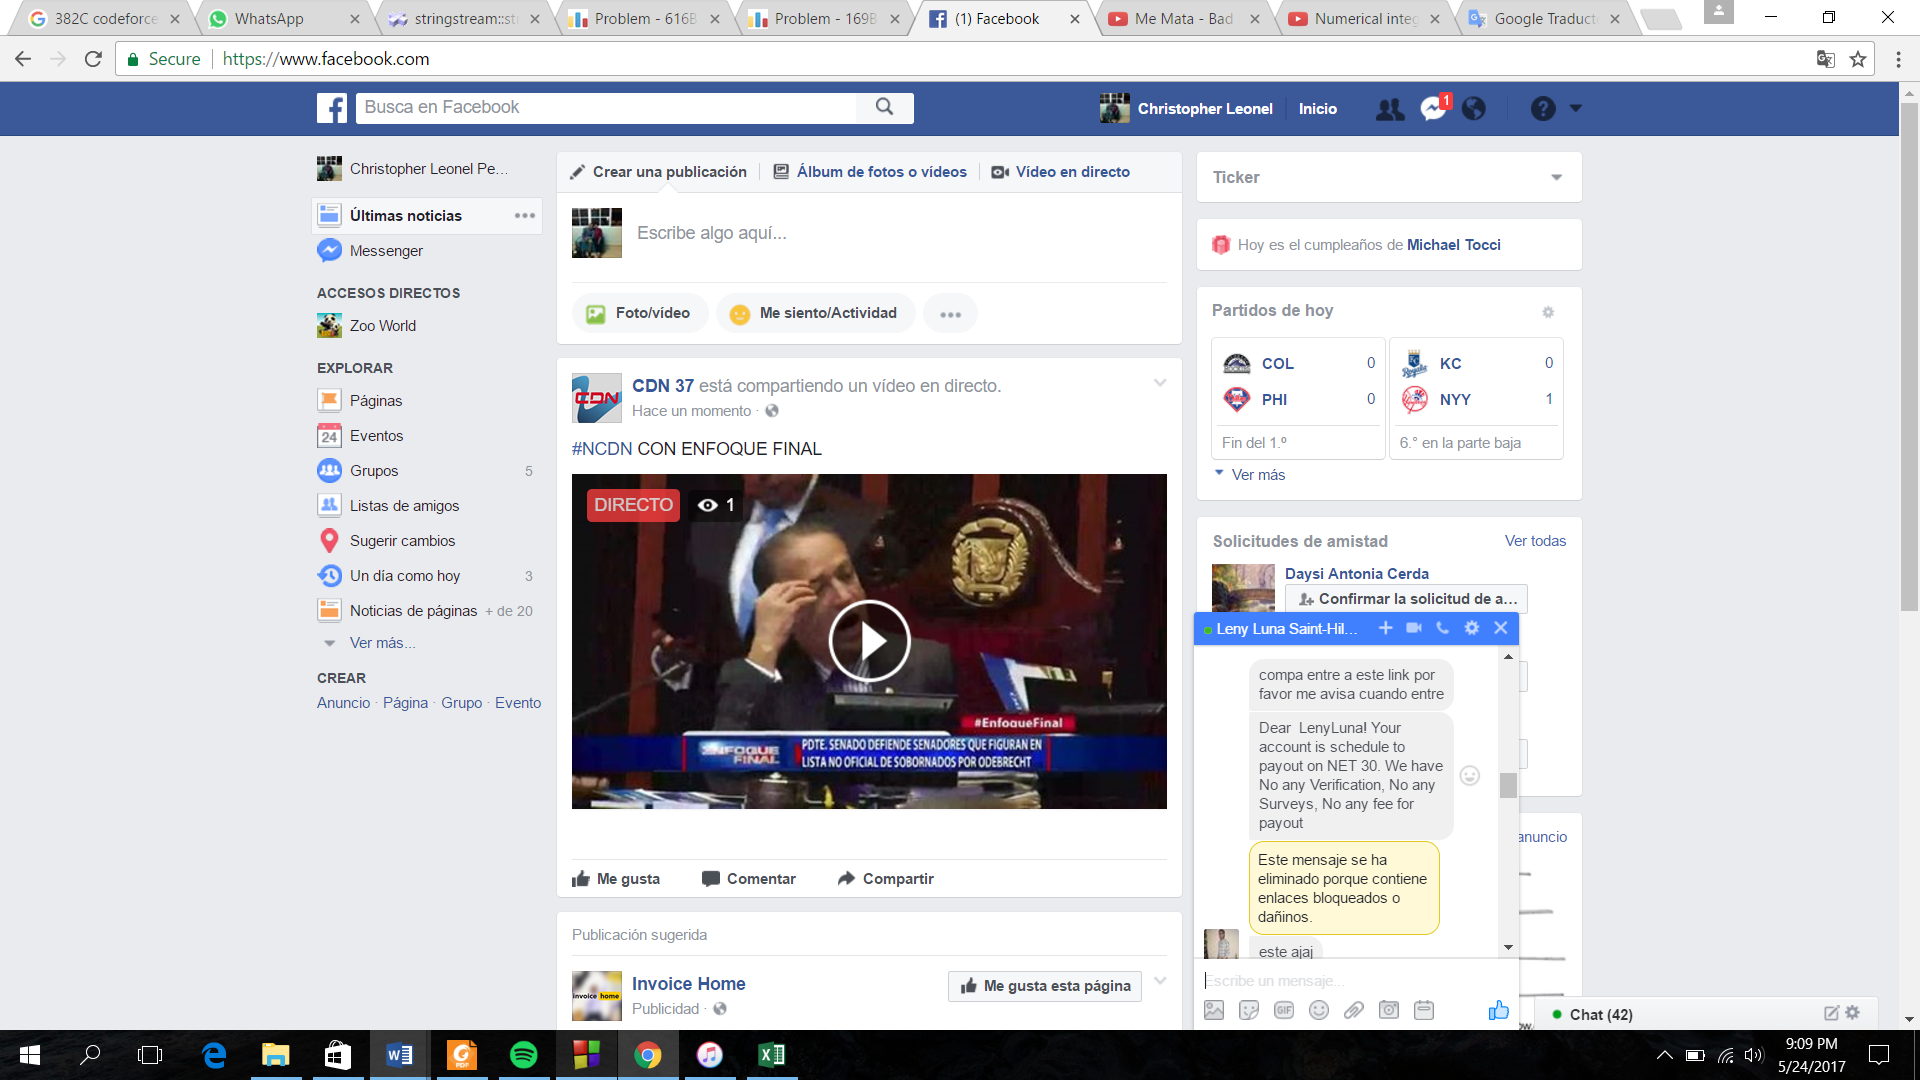 382C codeforce
WhatsApp
stringstream::st
Problem - 616B
Problem - 169B
(1) Facebook
Me Mata - Bad
Numerical integ
Google Traducto
Secure
https://www.facebook.com
Busca en Facebook
Christopher Leonel
Inicio
1
Christopher Leonel Pe...
Últimas noticias
Messenger
ACCESOS DIRECTOS
Zoo World
EXPLORAR
Páginas
24 Eventos
Grupos 5
Listas de amigos
Sugerir cambios
Un día como hoy 3
Noticias de páginas + de 20
Ver más...
CREAR
Anuncio · Página · Grupo · Evento
Crear una publicación
Álbum de fotos o vídeos
Vídeo en directo
Escribe algo aquí...
Foto/vídeo
Me siento/Actividad
CDN
CDN 37 está compartiendo un vídeo en directo.
Hace un momento ·
#NCDN CON ENFOQUE FINAL
DIRECTO 1
#EnfoqueFinal
ENFOQUE
FINAL
PDTE. SENADO DEFIENDE SENADORES QUE FIGURAN EN
LISTA NO OFICIAL DE SOBORNADOS POR ODEBRECHT
Me gusta
Comentar
Compartir
Publicación sugerida
invoice home
Invoice Home
Publicidad ·
Me gusta esta página
Ticker
Hoy es el cumpleaños de Michael Tocci
Partidos de hoy
COL 0
PHI 0
Fin del 1.º
KC 0
NYY 1
6.° en la parte baja
Ver más
Solicitudes de amistad
Ver todas
Daysi Antonia Cerda
Confirmar la solicitud de a...
anuncio
Leny Luna Saint-Hil...
compa entre a este link por
favor me avisa cuando entre
Dear LenyLuna! Your
account is schedule to
payout on NET 30. We have
No any Verification, No any
Surveys, No any fee for
payout
Este mensaje se ha
eliminado porque contiene
enlaces bloqueados o
dañinos.
este ajaj
Escribe un mensaje...
GIF
Chat (42)
PDF
9:09 PM
5/24/2017